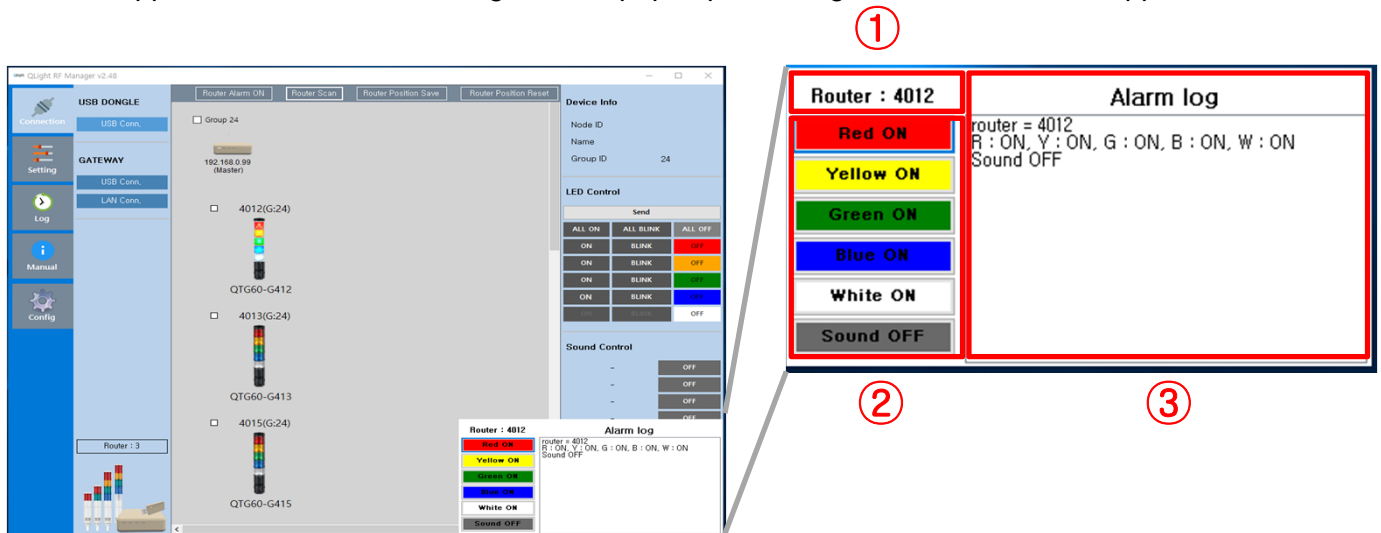 ①
QLight RF Manager v2.48
Connection
Setting
Log
Manual
Config
USB DONGLE
USB Conn.
GATEWAY
USB Conn.
LAN Conn.
Router : 3
Router Alarm ON
Router Scan
Router Position Save
Router Position Reset
Group 24
192.168.0.99
(Master)
4012(G:24)
QTG60-G412
4013(G:24)
QTG60-G413
4015(G:24)
QTG60-G415
Device Info
Node ID
Name
Group ID 24
LED Control
Send
ALL ON ALL BLINK ALL OFF
ON BLINK OFF
ON BLINK OFF
ON BLINK OFF
ON BLINK OFF
ON BLINK OFF
Sound Control
- OFF
- OFF
- OFF
OFF
Router : 4012
Alarm log
Red ON
Yellow ON
Green ON
Blue ON
White ON
Sound OFF
router = 4012
R : ON, Y : ON, G : ON, B : ON, W : ON
Sound OFF
Router : 4012
Alarm log
Red ON
Yellow ON
Green ON
Blue ON
White ON
Sound OFF
router = 4012
R : ON, Y : ON, G : ON, B : ON, W : ON
Sound OFF
②
③